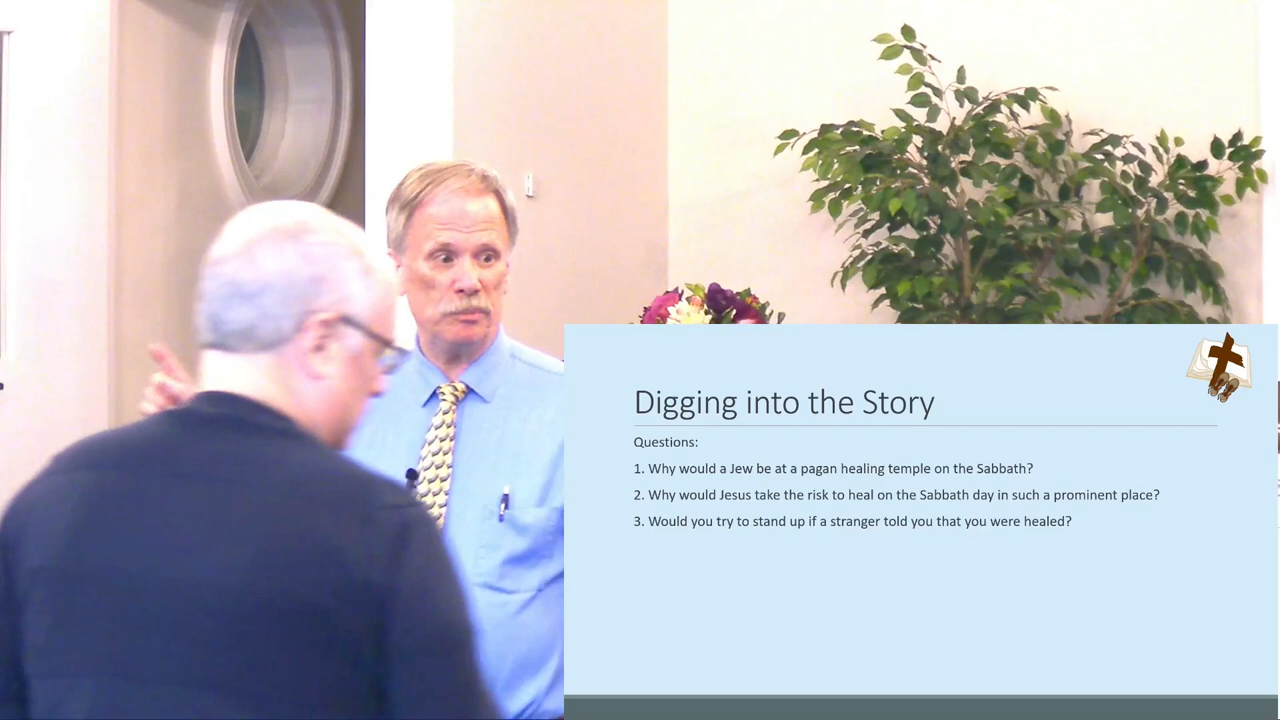 Digging into the Story
Questions:
1. Why would a Jew be at a pagan healing temple on the Sabbath?
2. Why would Jesus take the risk to heal on the Sabbath day in such a prominent place?
3. Would you try to stand up if a stranger told you that you were healed?